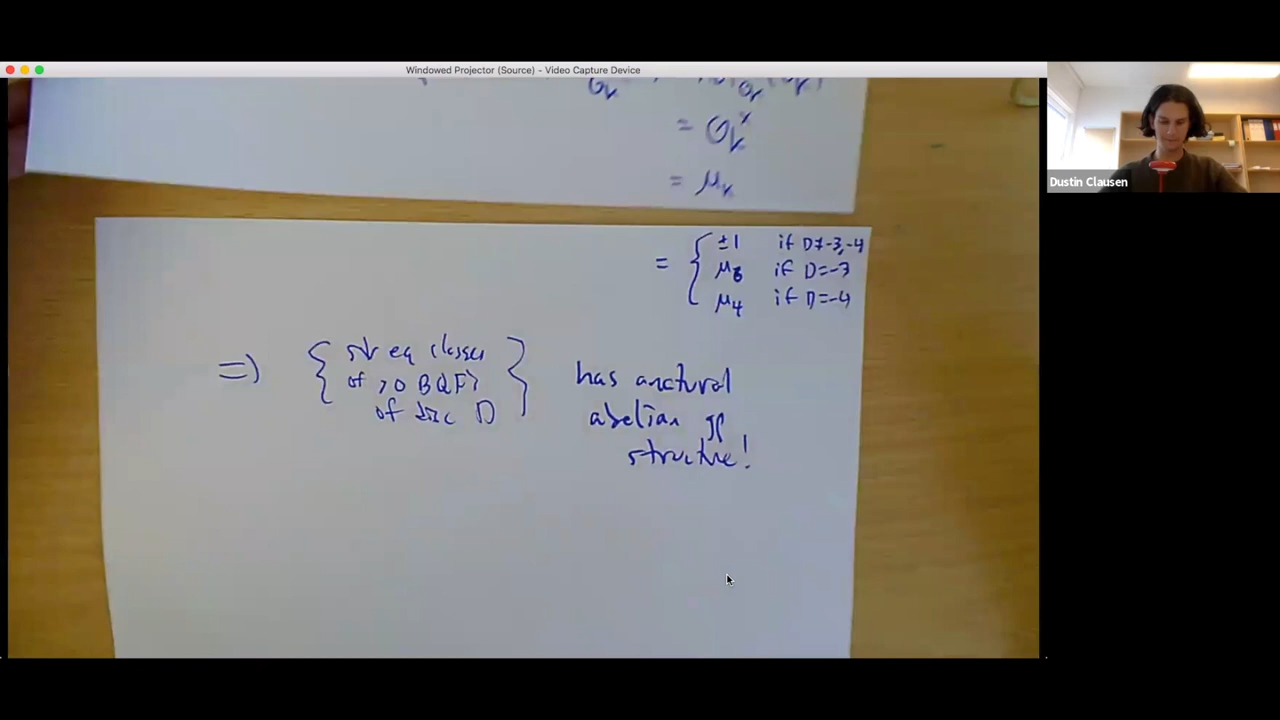 Windowed Projector (Source) - Video Capture Device
= O_K^×
= μ_K
Dustin Clausen
= { ±1 if D≠-3,-4
μ_6 if D=-3
μ_4 if D=-4
=> { str eq classes
of >0 BQFs
of disc D } has a natural
abelian gp
structure!